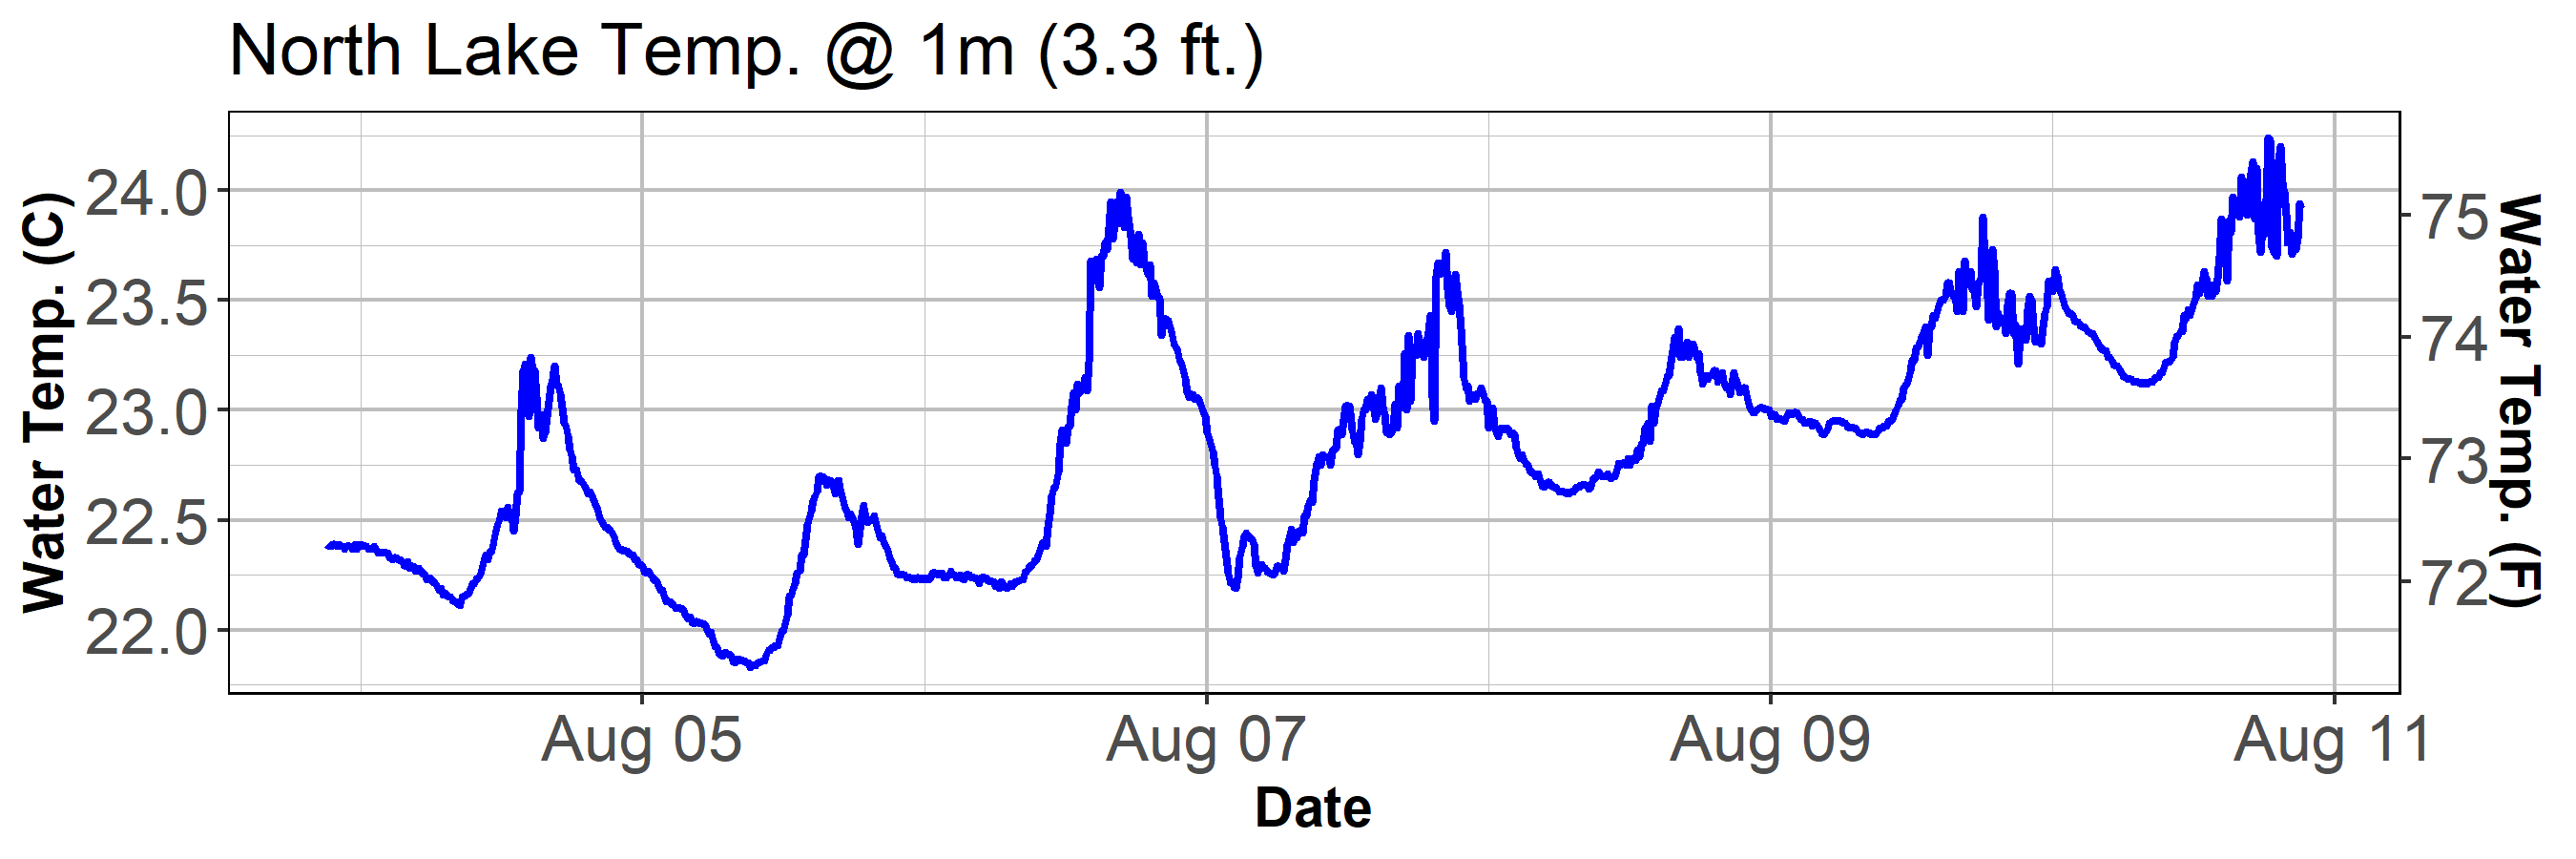 North Lake Temp. @ 1m (3.3 ft.)
Water Temp. (C)
24.0
23.5
23.0
22.5
22.0
75
74
73
72
Water Temp. (F)
Aug 05
Aug 07
Aug 09
Aug 11
Date